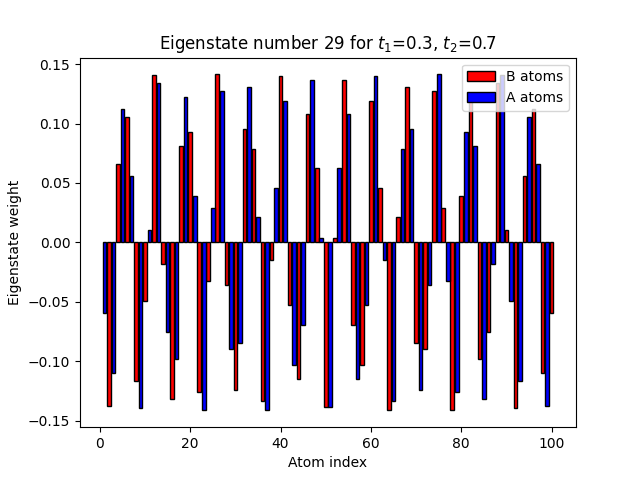 Eigenstate number 29 for t₁=0.3, t₂=0.7
B atoms
A atoms
Eigenstate weight
0.15
0.10
0.05
0.00
−0.05
−0.10
−0.15
0 20 40 60 80 100
Atom index